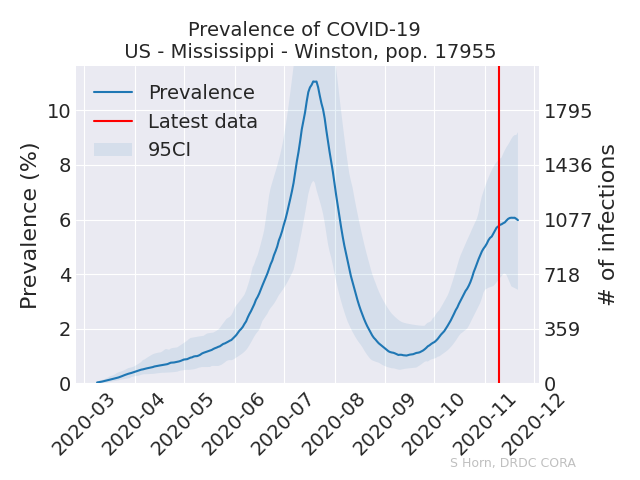 Prevalence of COVID-19
US - Mississippi - Winston, pop. 17955
Prevalence
Latest data
95CI
Prevalence (%)
10
8
6
4
2
0
1795
1436
1077
718
359
0
# of infections
2020-03
2020-04
2020-05
2020-06
2020-07
2020-08
2020-09
2020-10
2020-11
2020-12
S Horn, DRDC CORA